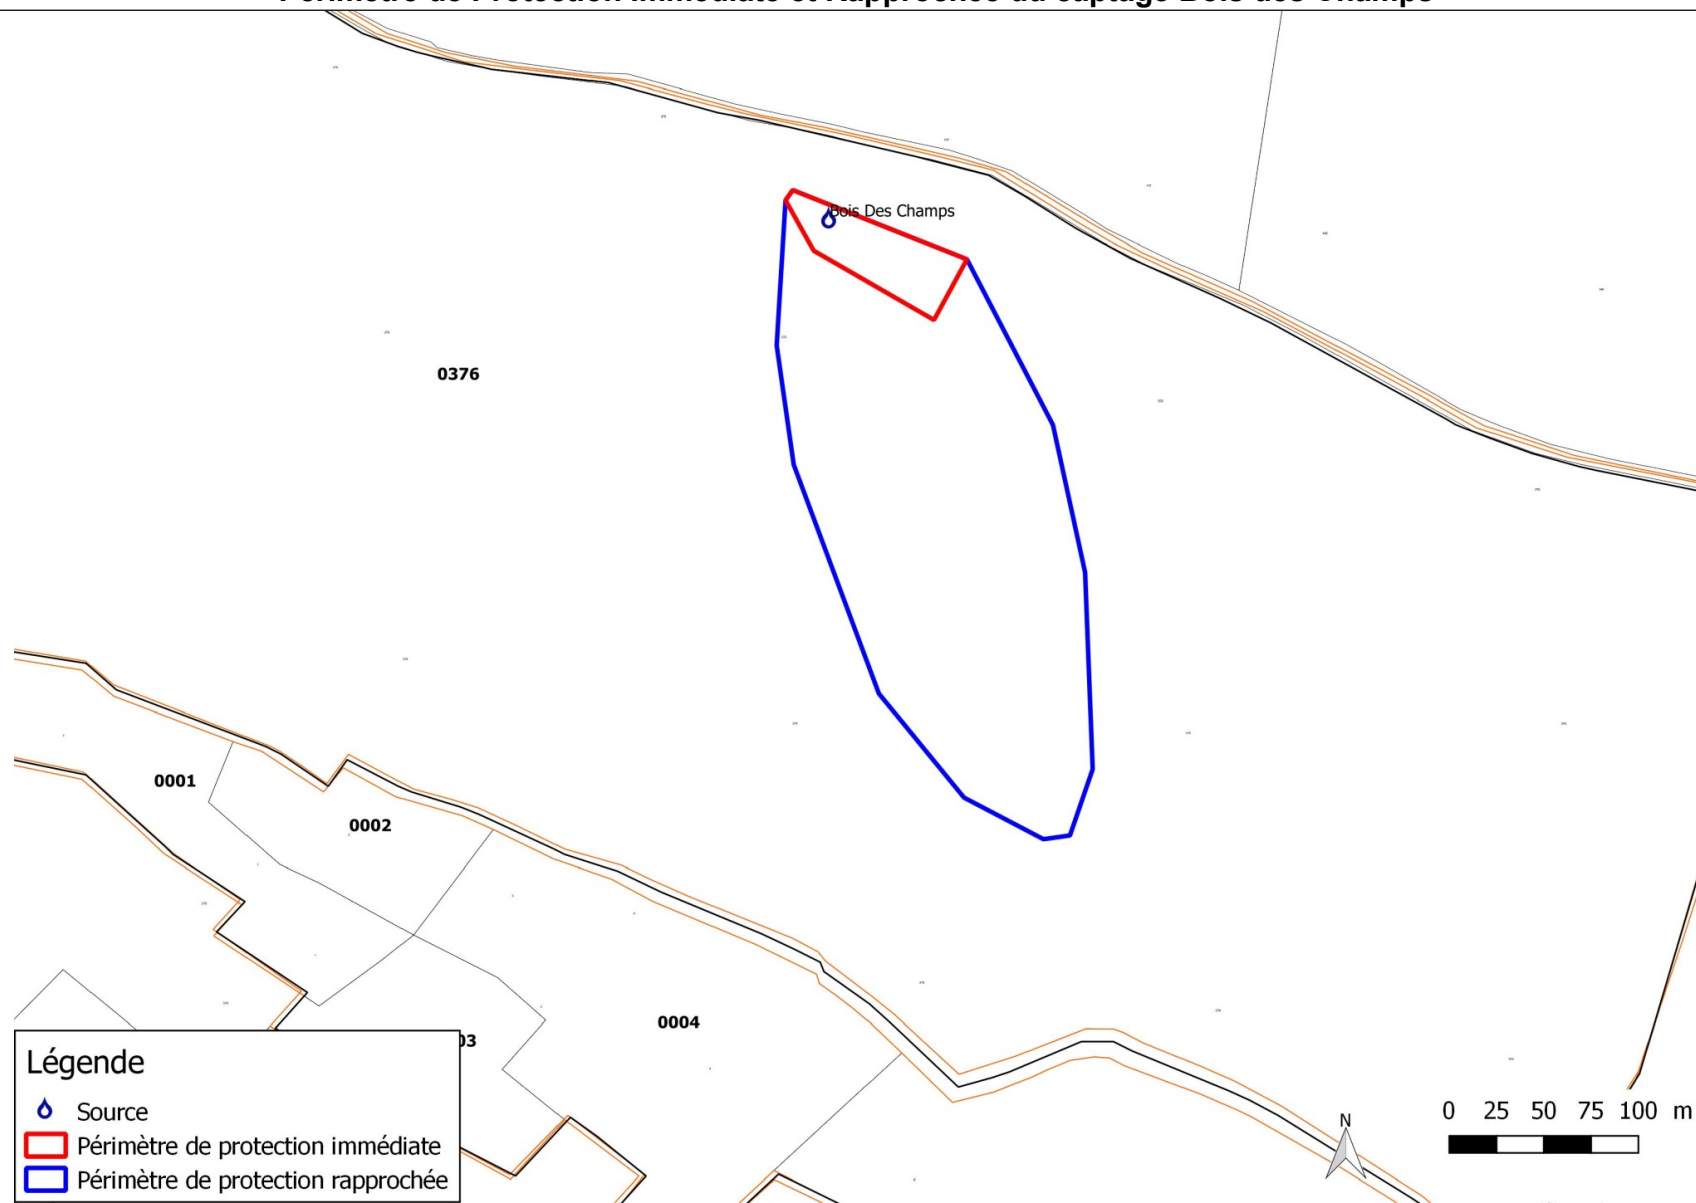 Périmètre de Protection Immédiate et Rapprochée du captage Bois des Champs
Bois Des Champs
0376
0001
0002
0004
03
Légende
Source
Périmètre de protection immédiate
Périmètre de protection rapprochée
N
0 25 50 75 100 m